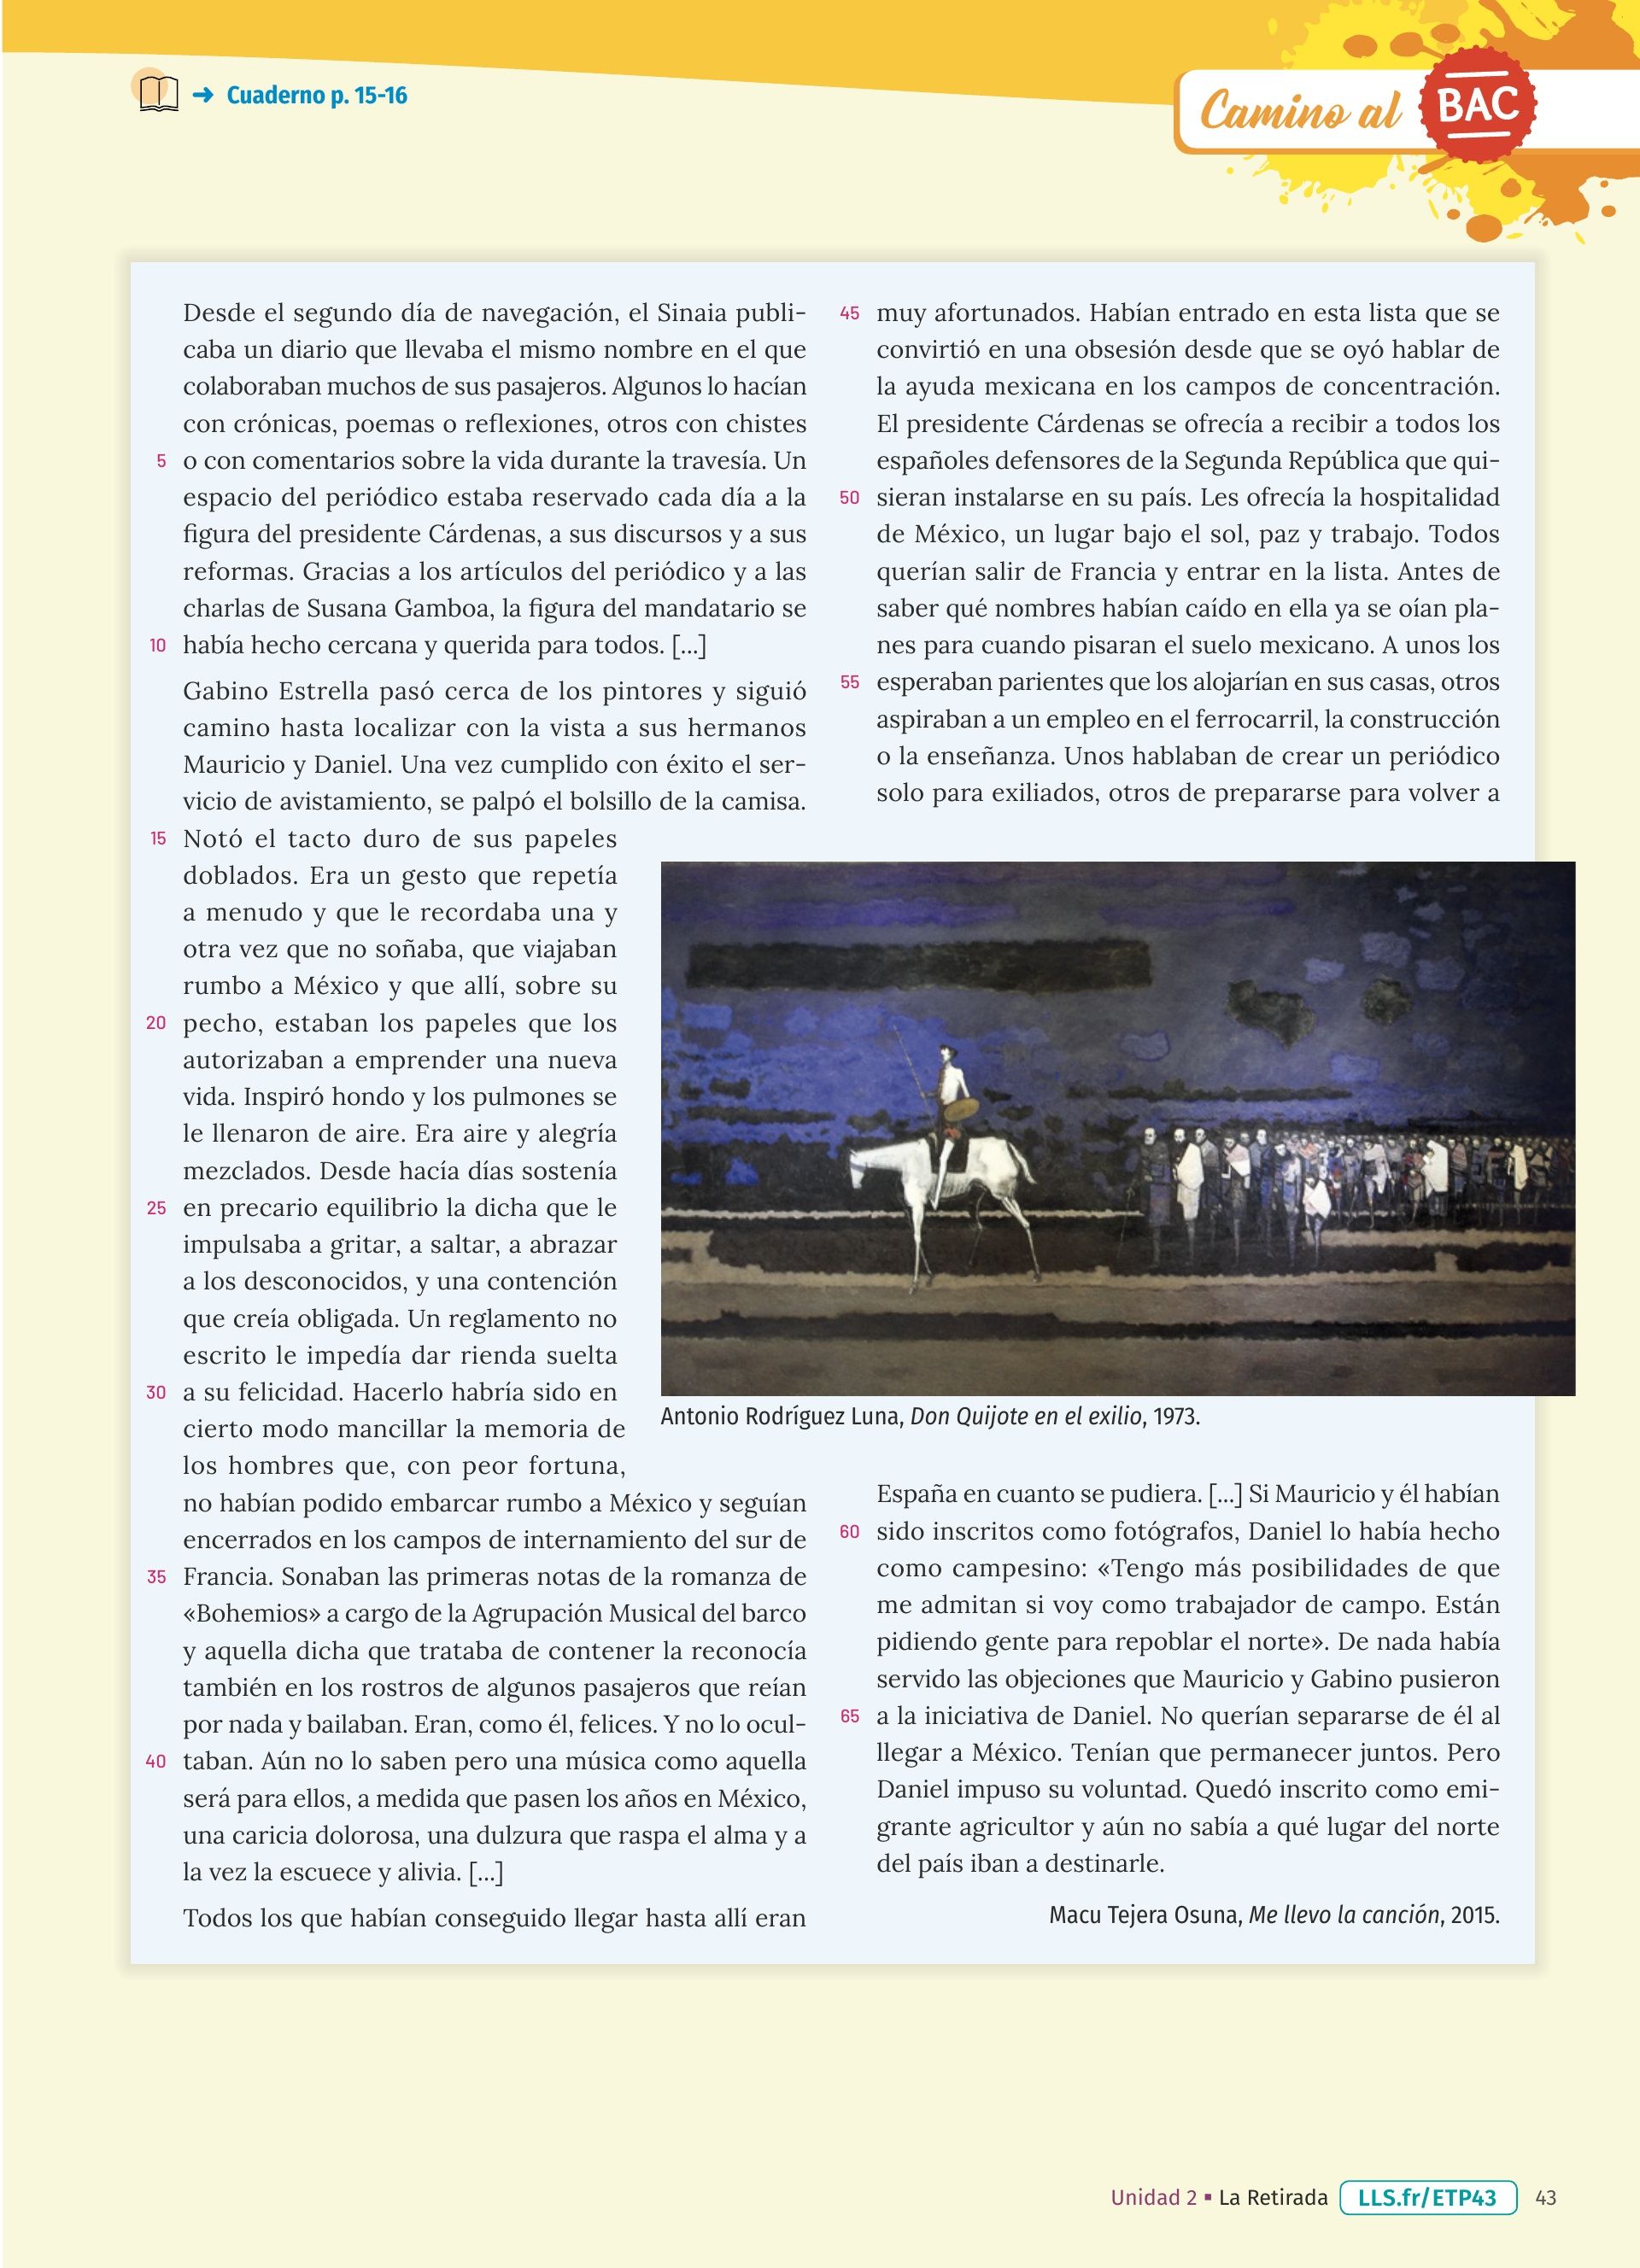 → Cuaderno p. 15-16
Camino al BAC
Desde el segundo día de navegación, el Sinaia publi-
caba un diario que llevaba el mismo nombre en el que
colaboraban muchos de sus pasajeros. Algunos lo hacían
con crónicas, poemas o reflexiones, otros con chistes
5 o con comentarios sobre la vida durante la travesía. Un
espacio del periódico estaba reservado cada día a la
figura del presidente Cárdenas, a sus discursos y a sus
reformas. Gracias a los artículos del periódico y a las
charlas de Susana Gamboa, la figura del mandatario se
10 había hecho cercana y querida para todos. [...]
Gabino Estrella pasó cerca de los pintores y siguió
camino hasta localizar con la vista a sus hermanos
Mauricio y Daniel. Una vez cumplido con éxito el ser-
vicio de avistamiento, se palpó el bolsillo de la camisa.
15 Notó el tacto duro de sus papeles
doblados. Era un gesto que repetía
a menudo y que le recordaba una y
otra vez que no soñaba, que viajaban
rumbo a México y que allí, sobre su
20 pecho, estaban los papeles que los
autorizaban a emprender una nueva
vida. Inspiró hondo y los pulmones se
le llenaron de aire. Era aire y alegría
mezclados. Desde hacía días sostenía
25 en precario equilibrio la dicha que le
impulsaba a gritar, a saltar, a abrazar
a los desconocidos, y una contención
que creía obligada. Un reglamento no
escrito le impedía dar rienda suelta
30 a su felicidad. Hacerlo habría sido en
cierto modo mancillar la memoria de
los hombres que, con peor fortuna,
no habían podido embarcar rumbo a México y seguían
encerrados en los campos de internamiento del sur de
35 Francia. Sonaban las primeras notas de la romanza de
«Bohemios» a cargo de la Agrupación Musical del barco
y aquella dicha que trataba de contener la reconocía
también en los rostros de algunos pasajeros que reían
por nada y bailaban. Eran, como él, felices. Y no lo ocul-
40 taban. Aún no lo saben pero una música como aquella
será para ellos, a medida que pasen los años en México,
una caricia dolorosa, una dulzura que raspa el alma y a
la vez la escuece y alivia. [...]
Todos los que habían conseguido llegar hasta allí eran
45 muy afortunados. Habían entrado en esta lista que se
convirtió en una obsesión desde que se oyó hablar de
la ayuda mexicana en los campos de concentración.
El presidente Cárdenas se ofrecía a recibir a todos los
españoles defensores de la Segunda República que qui-
50 sieran instalarse en su país. Les ofrecía la hospitalidad
de México, un lugar bajo el sol, paz y trabajo. Todos
querían salir de Francia y entrar en la lista. Antes de
saber qué nombres habían caído en ella ya se oían pla-
nes para cuando pisaran el suelo mexicano. A unos los
55 esperaban parientes que los alojarían en sus casas, otros
aspiraban a un empleo en el ferrocarril, la construcción
o la enseñanza. Unos hablaban de crear un periódico
solo para exiliados, otros de prepararse para volver a
Antonio Rodríguez Luna, Don Quijote en el exilio, 1973.
España en cuanto se pudiera. [...] Si Mauricio y él habían
60 sido inscritos como fotógrafos, Daniel lo había hecho
como campesino: «Tengo más posibilidades de que
me admitan si voy como trabajador de campo. Están
pidiendo gente para repoblar el norte». De nada había
servido las objeciones que Mauricio y Gabino pusieron
65 a la iniciativa de Daniel. No querían separarse de él al
llegar a México. Tenían que permanecer juntos. Pero
Daniel impuso su voluntad. Quedó inscrito como emi-
grante agricultor y aún no sabía a qué lugar del norte
del país iban a destinarle.
Macu Tejera Osuna, Me llevo la canción, 2015.
Unidad 2 ▪ La Retirada LLS.fr/ETP43 43